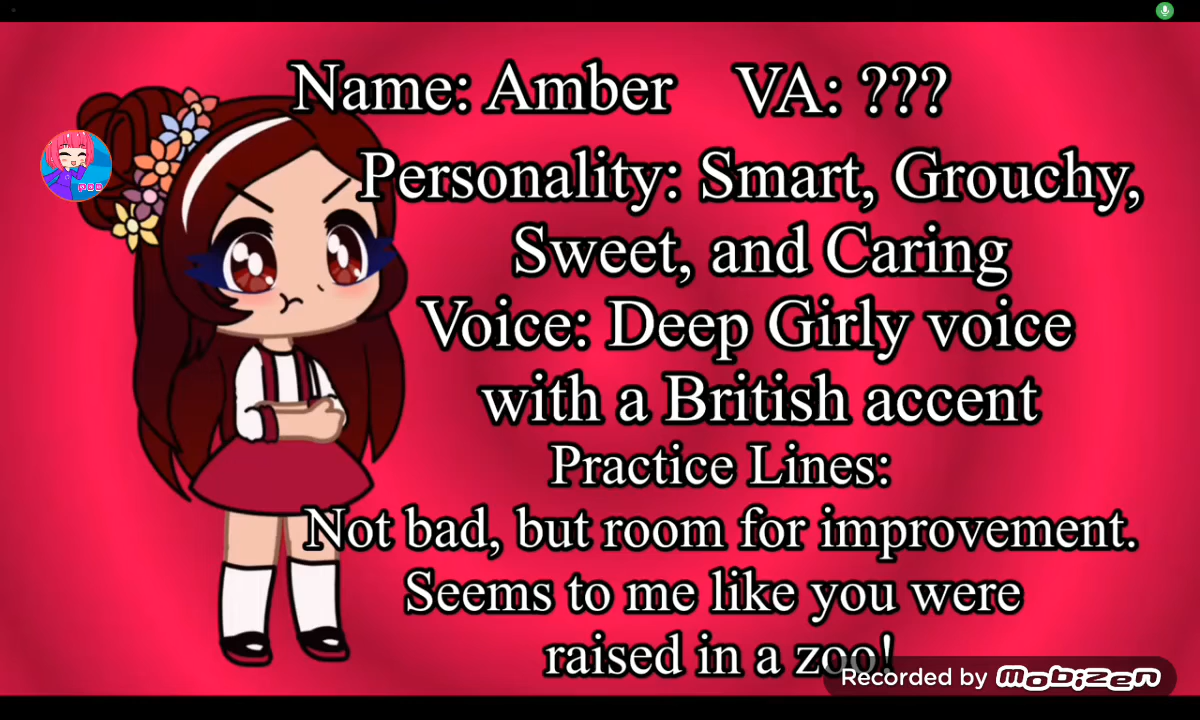 Name: Amber VA: ???
Personality: Smart, Grouchy,
Sweet, and Caring
Voice: Deep Girly voice
with a British accent
Practice Lines:
Not bad, but room for improvement.
Seems to me like you were
raised in a zoo!
Recorded by mobizen